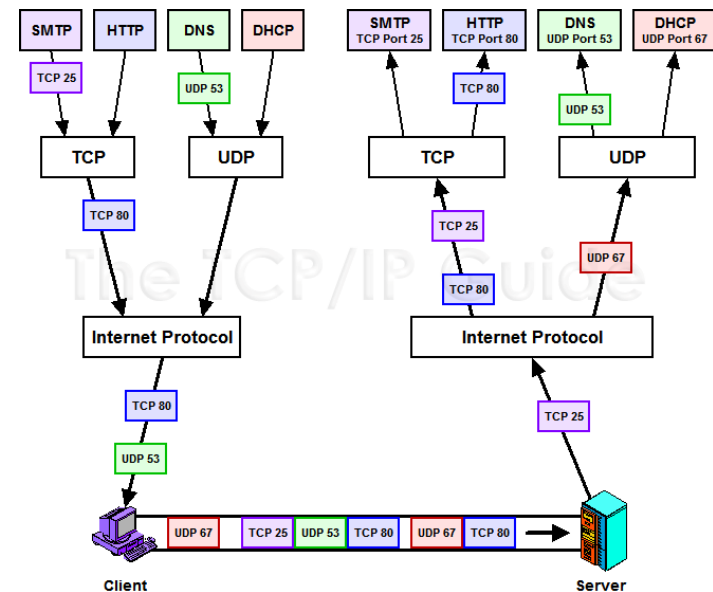 SMTP
HTTP
DNS
DHCP
SMTP
TCP Port 25
HTTP
TCP Port 80
DNS
UDP Port 53
DHCP
UDP Port 67
TCP 25
UDP 53
TCP 80
UDP 53
TCP
UDP
TCP
UDP
TCP 80
TCP 25
UDP 67
The TCP/IP Guide
TCP 80
Internet Protocol
Internet Protocol
TCP 80
TCP 25
UDP 53
UDP 67
TCP 25
UDP 53
TCP 80
UDP 67
TCP 80
Client
Server